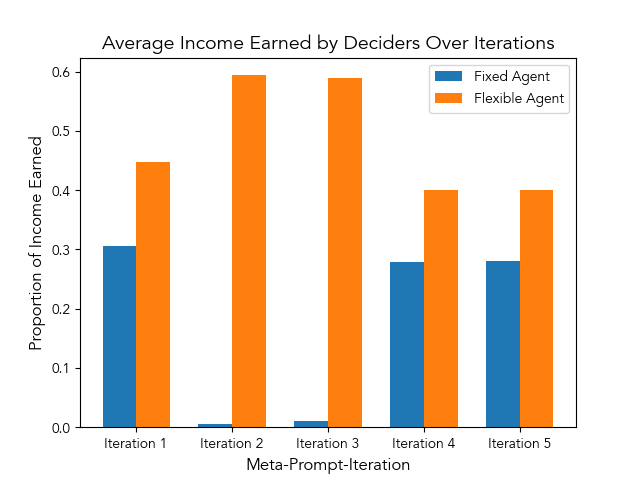 Average Income Earned by Deciders Over Iterations
Fixed Agent
Flexible Agent
Proportion of Income Earned
0.6
0.5
0.4
0.3
0.2
0.1
0.0
Iteration 1 Iteration 2 Iteration 3 Iteration 4 Iteration 5
Meta-Prompt-Iteration